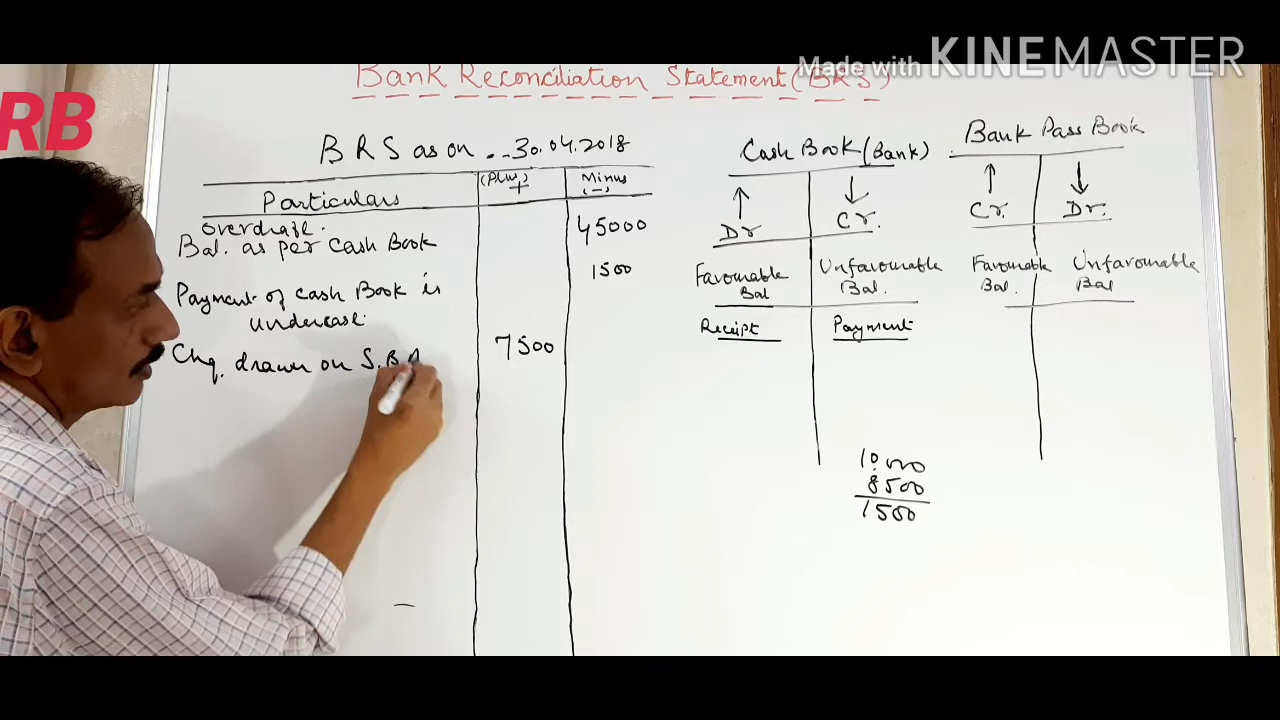 Made with KINEMASTER
Bank Reconciliation Statement (BRS)
RB
BRS as on ..30.04.2018
Particulars
(Plus) +
Minus (-)
overdraft.
Bal. as per Cash Book
45000
1500
Payment of Cash Book is
undercast.
Chq. drawn on S.B.A
7500
Cash Book (Bank)
↑ Dr
↓ Cr.
Favourable Bal
Unfavourable Bal.
Receipt
Payment
10,000
8500
1500
Bank Pass Book
↑ Cr.
↓ Dr.
Favourable Bal.
Unfavourable Bal